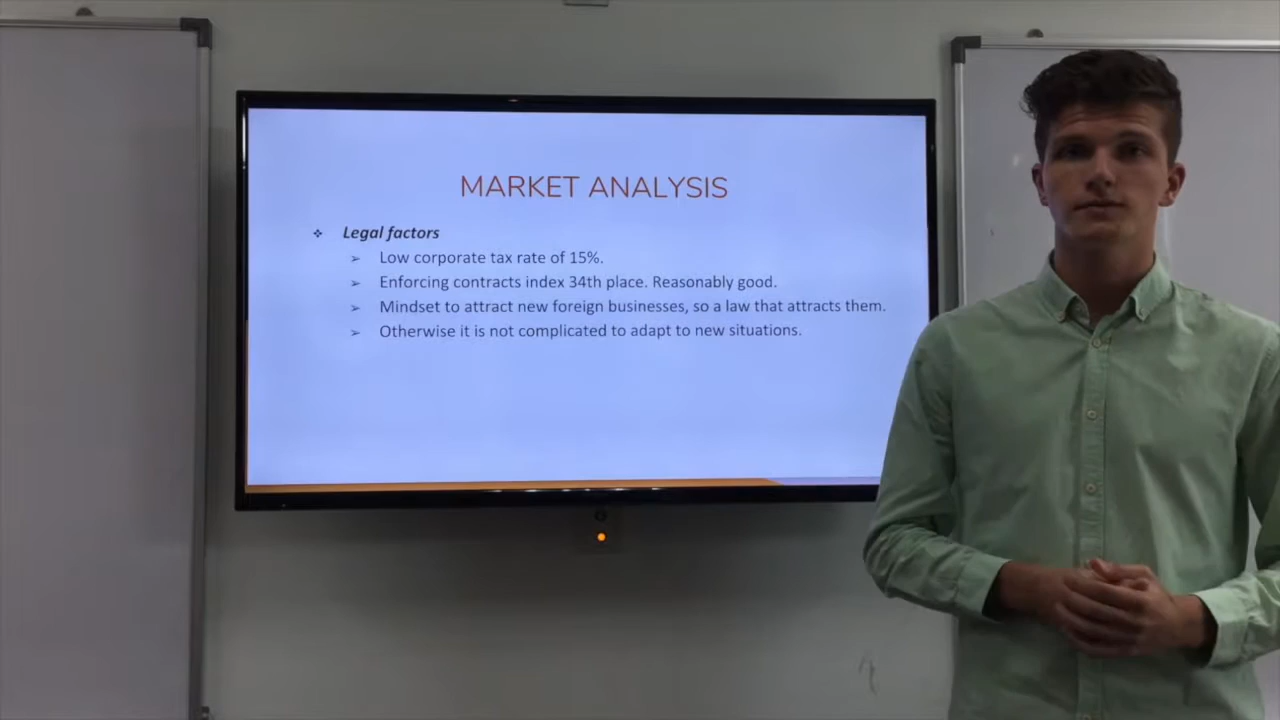 MARKET ANALYSIS
❖ Legal factors
➢ Low corporate tax rate of 15%.
➢ Enforcing contracts index 34th place. Reasonably good.
➢ Mindset to attract new foreign businesses, so a law that attracts them.
➢ Otherwise it is not complicated to adapt to new situations.